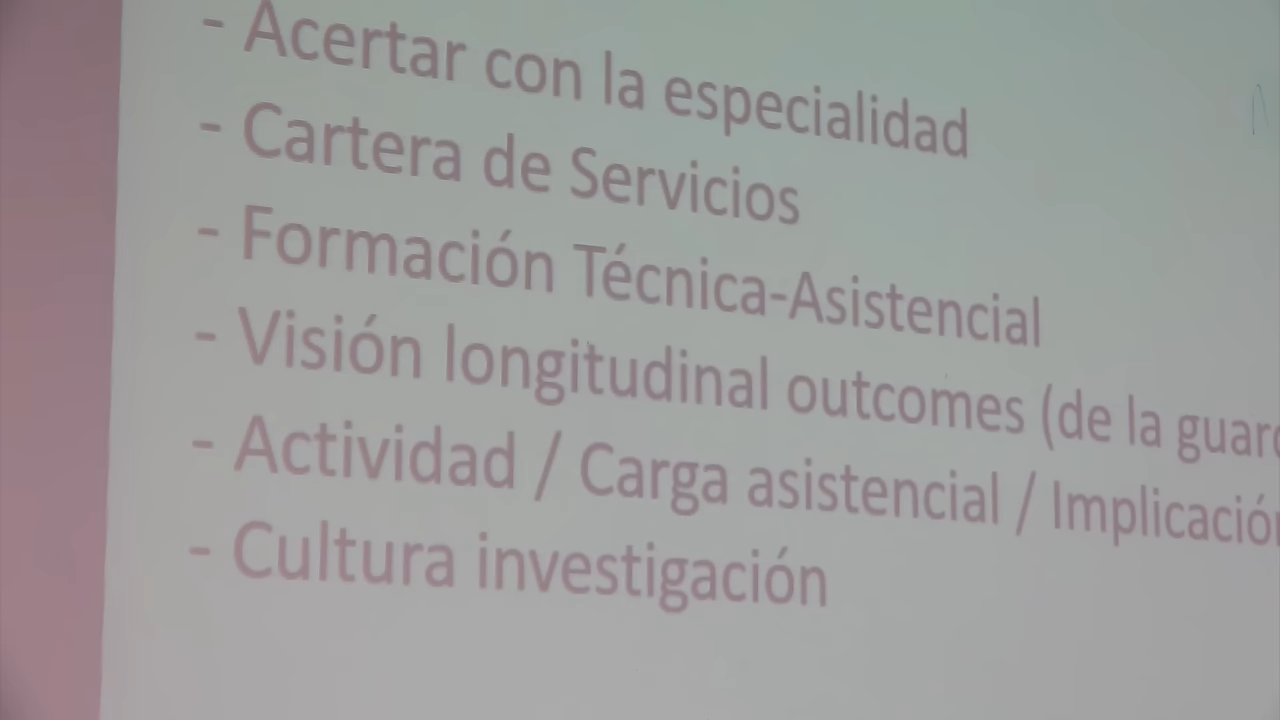 - Acertar con la especialidad
- Cartera de Servicios
- Formación Técnica-Asistencial
- Visión longitudinal outcomes (de la
- Actividad / Carga asistencial / Implicación
- Cultura investigación